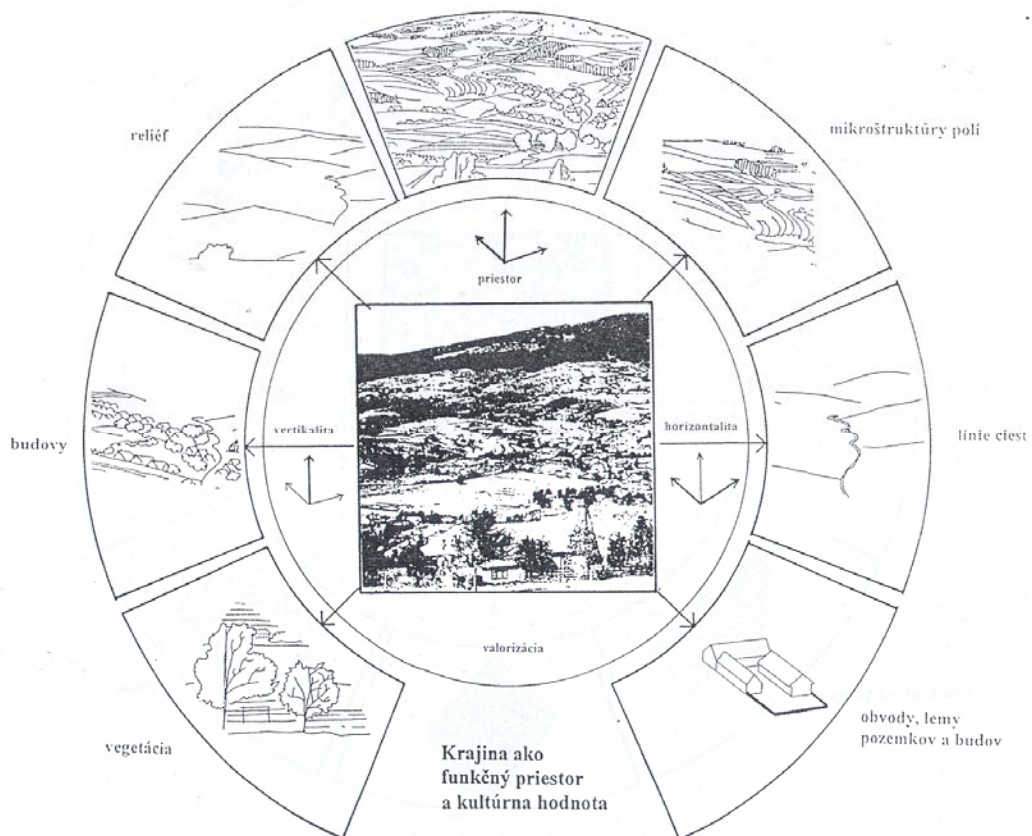 reliéf
mikroštruktúry polí
priestor
budovy
vertikalita
horizontalita
línie ciest
valorizácia
vegetácia
obvody, lemy
pozemkov a budov
Krajina ako
funkčný priestor
a kultúrna hodnota